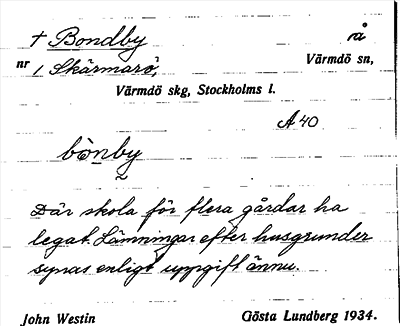 † Bondby å
nr 1 Skärmarö, Värmdö sn,
Värmdö skg, Stockholms l.
A 40
bònby
Där skola för flera gårdar ha
legat. Lämningar efter husgrunder
synas enligt uppgift ännu.
John Westin Gösta Lundberg 1934.